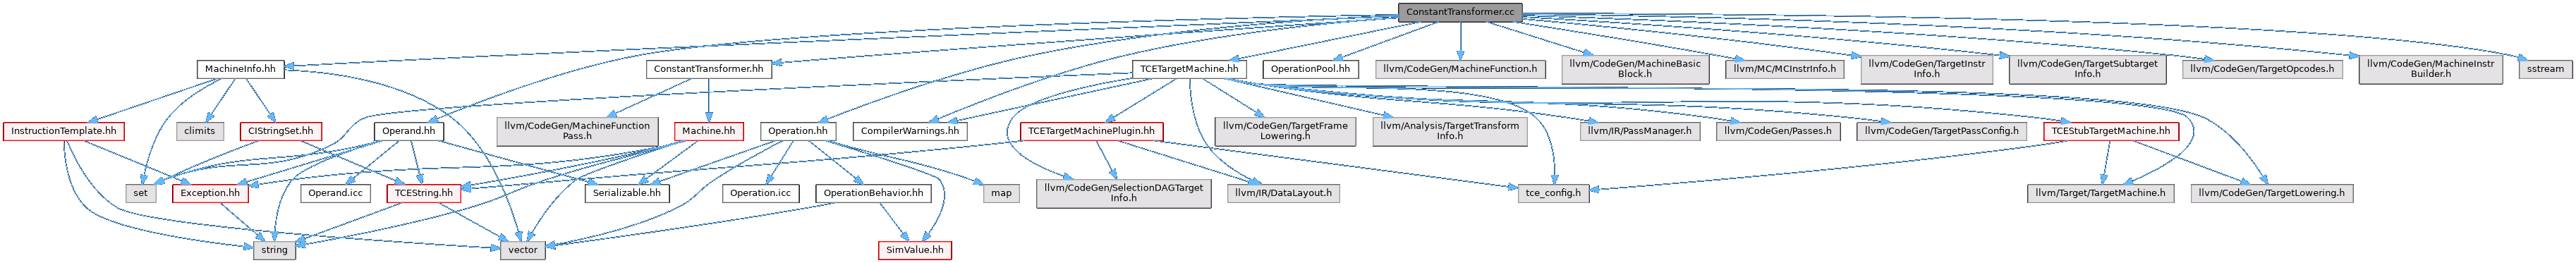 ConstantTransformer.cc
MachineInfo.hh
ConstantTransformer.hh
TCETargetMachine.hh
OperationPool.hh
llvm/CodeGen/MachineFunction.h
llvm/CodeGen/MachineBasic
Block.h
llvm/MC/MCInstrInfo.h
llvm/CodeGen/TargetInstr
Info.h
llvm/CodeGen/TargetSubtarget
Info.h
llvm/CodeGen/TargetOpcodes.h
llvm/CodeGen/MachineInstr
Builder.h
sstream
InstructionTemplate.hh
climits
CIStringSet.hh
Operand.hh
llvm/CodeGen/MachineFunction
Pass.h
Machine.hh
Operation.hh
CompilerWarnings.hh
TCETargetMachinePlugin.hh
llvm/CodeGen/TargetFrame
Lowering.h
llvm/Analysis/TargetTransform
Info.h
llvm/IR/PassManager.h
llvm/CodeGen/Passes.h
llvm/CodeGen/TargetPassConfig.h
TCEStubTargetMachine.hh
set
Exception.hh
Operand.icc
TCEString.hh
Serializable.hh
Operation.icc
OperationBehavior.hh
map
llvm/CodeGen/SelectionDAGTarget
Info.h
llvm/IR/DataLayout.h
tce_config.h
llvm/Target/TargetMachine.h
llvm/CodeGen/TargetLowering.h
string
vector
SimValue.hh